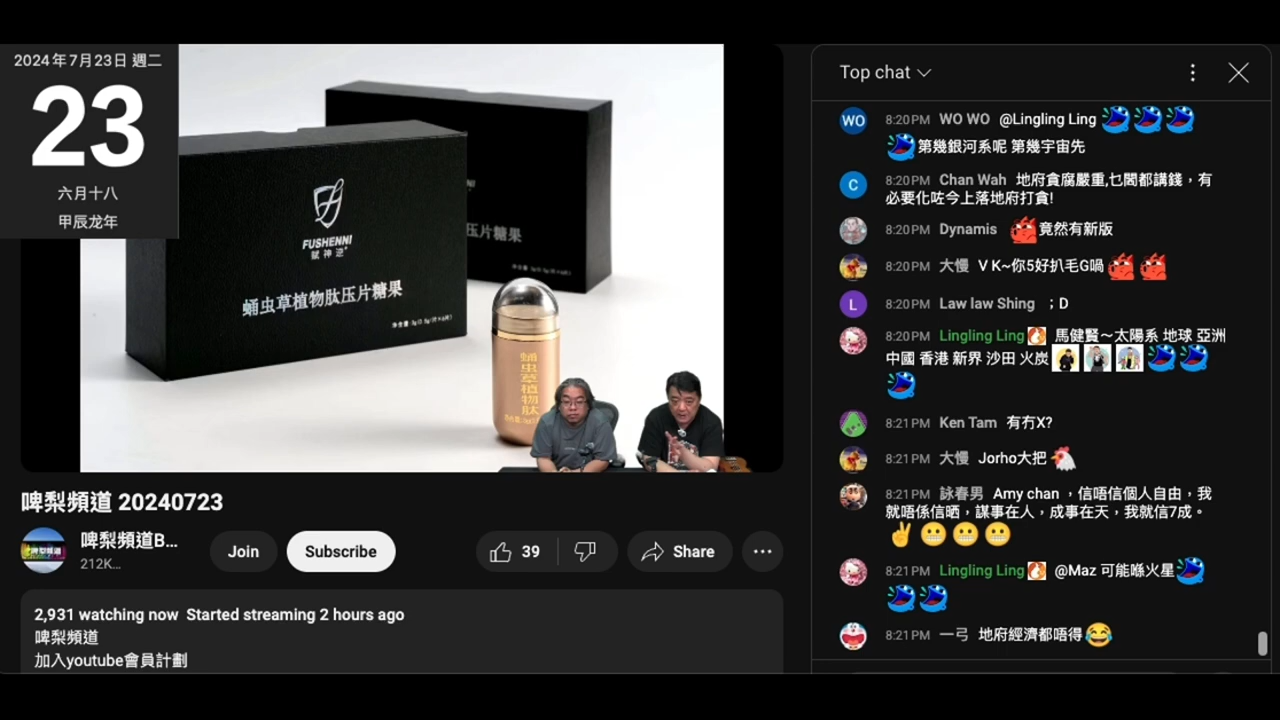 2024年7月23日 週二
23
六月十八
甲辰龙年
FUSHENNI
赋神逆
蛹虫草植物肽压片糖果
压片糖果
蛹虫草植物肽
啤梨頻道 20240723
啤梨頻道B...
212K...
Join
Subscribe
39
Share
2,931 watching now Started streaming 2 hours ago
啤梨頻道
加入youtube會員計劃
Top chat
WO 8:20PM WO WO @Lingling Ling
第幾銀河系呢 第幾宇宙先
C 8:20PM Chan Wah 地府貪腐嚴重,乜閪都講錢，有
必要化咗今上落地府打貪!
8:20PM Dynamis 竟然有新版
8:20PM 大慢 V K~你5好扒毛G喎
L 8:20PM Law law Shing ；D
8:20PM Lingling Ling 馬健賢～太陽系 地球 亞洲
中國 香港 新界 沙田 火炭
8:21PM Ken Tam 有冇X?
8:21PM 大慢 Jorho大把
8:21PM 詠春男 Amy chan ，信唔信個人自由，我
就唔係信晒，謀事在人，成事在天，我就信7成。
8:21PM Lingling Ling @Maz 可能喺火星
8:21PM 一弓 地府經濟都唔得